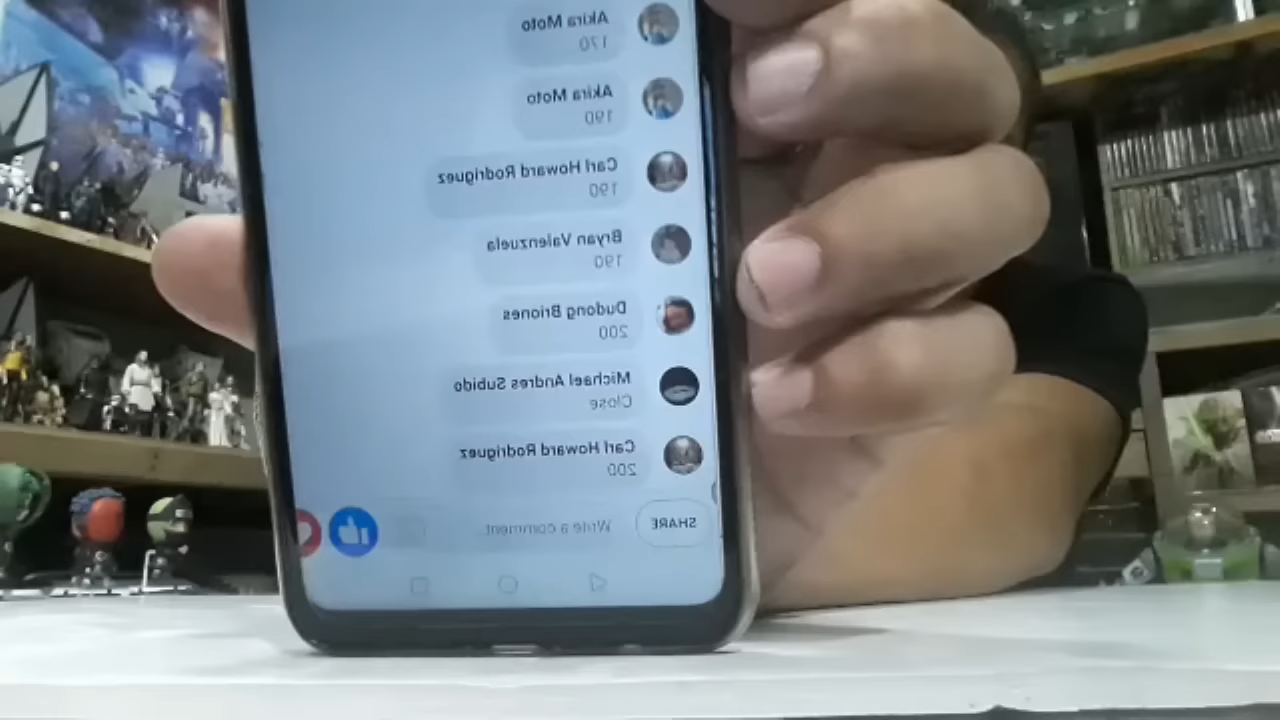 Akira Moto
170
Akira Moto
190
Carl Howard Rodriguez
190
Bryan Valenzuela
190
Dudong Briones
200
Michael Andres Subido
Close
Carl Howard Rodriguez
200
SHARE
Write a comment